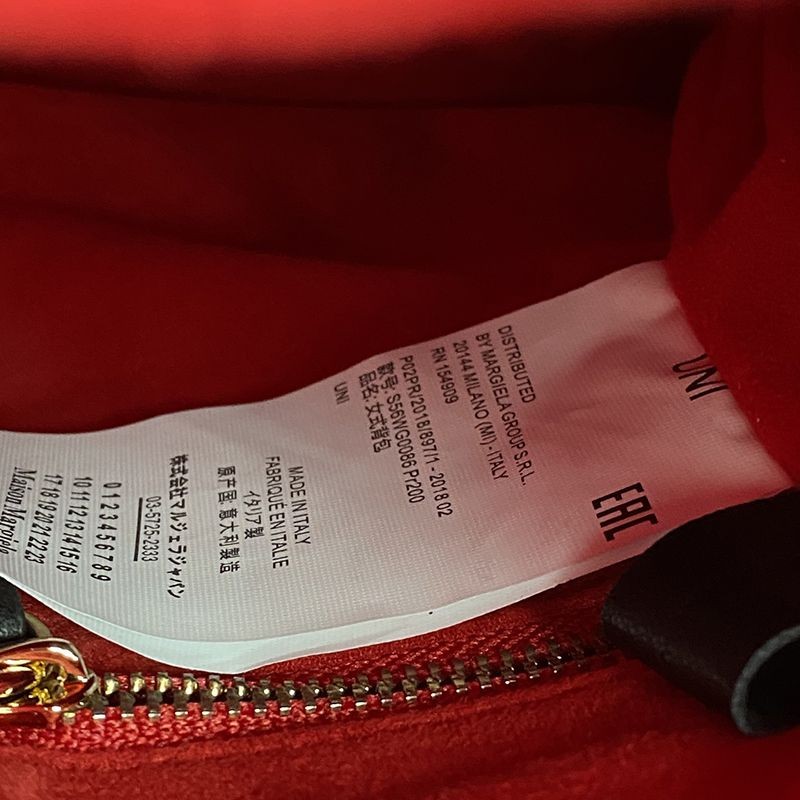 UNI
EAC
DISTRIBUTED
BY MARGIELA GROUP S.R.L.
20144 MILANO (MI) -ITALY
RN 154909
P02PR/2018/897/1 - 2018 02
款号: S56WG0086 Pr200
品名: 女式背包
UNI
MADE IN ITALY
FABRIQUÉ EN ITALIE
イタリア製
原产国: 意大利製造
株式会社マルジェラジャパン
03-5725-2333
0 1 2 3 4 5 6 7 8 9
10 11 12 13 14 15 16
17 18 19 20 21 22 23
Maison Margiela